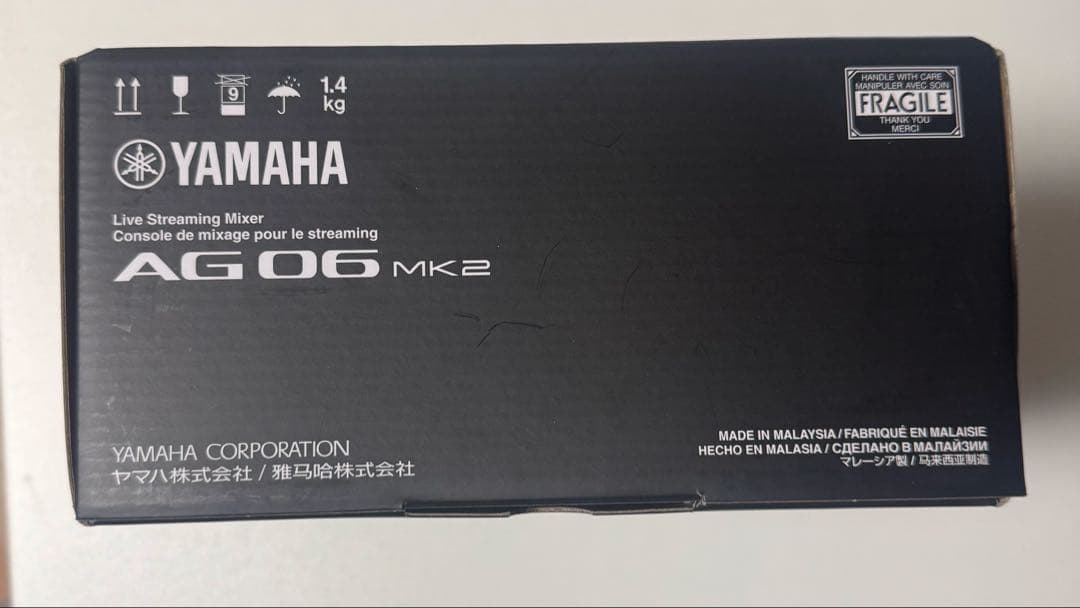 9
1.4
kg
HANDLE WITH CARE
MANIPULER AVEC SOIN
FRAGILE
THANK YOU
MERCI
YAMAHA
Live Streaming Mixer
Console de mixage pour le streaming
AG 06 MK2
YAMAHA CORPORATION
ヤマハ株式会社 / 雅马哈株式会社
MADE IN MALAYSIA / FABRIQUÉ EN MALAISIE
HECHO EN MALASIA / СДЕЛАНО В МАЛАЙЗИИ
マレーシア製 / 马来西亚制造